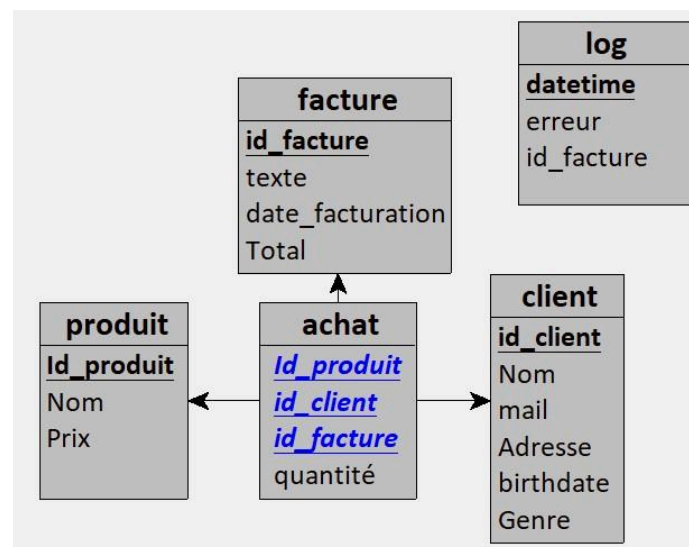 log
datetime
erreur
id_facture
facture
id_facture
texte
date_facturation
Total
produit
Id_produit
Nom
Prix
achat
Id_produit
id_client
id_facture
quantité
client
id_client
Nom
mail
Adresse
birthdate
Genre